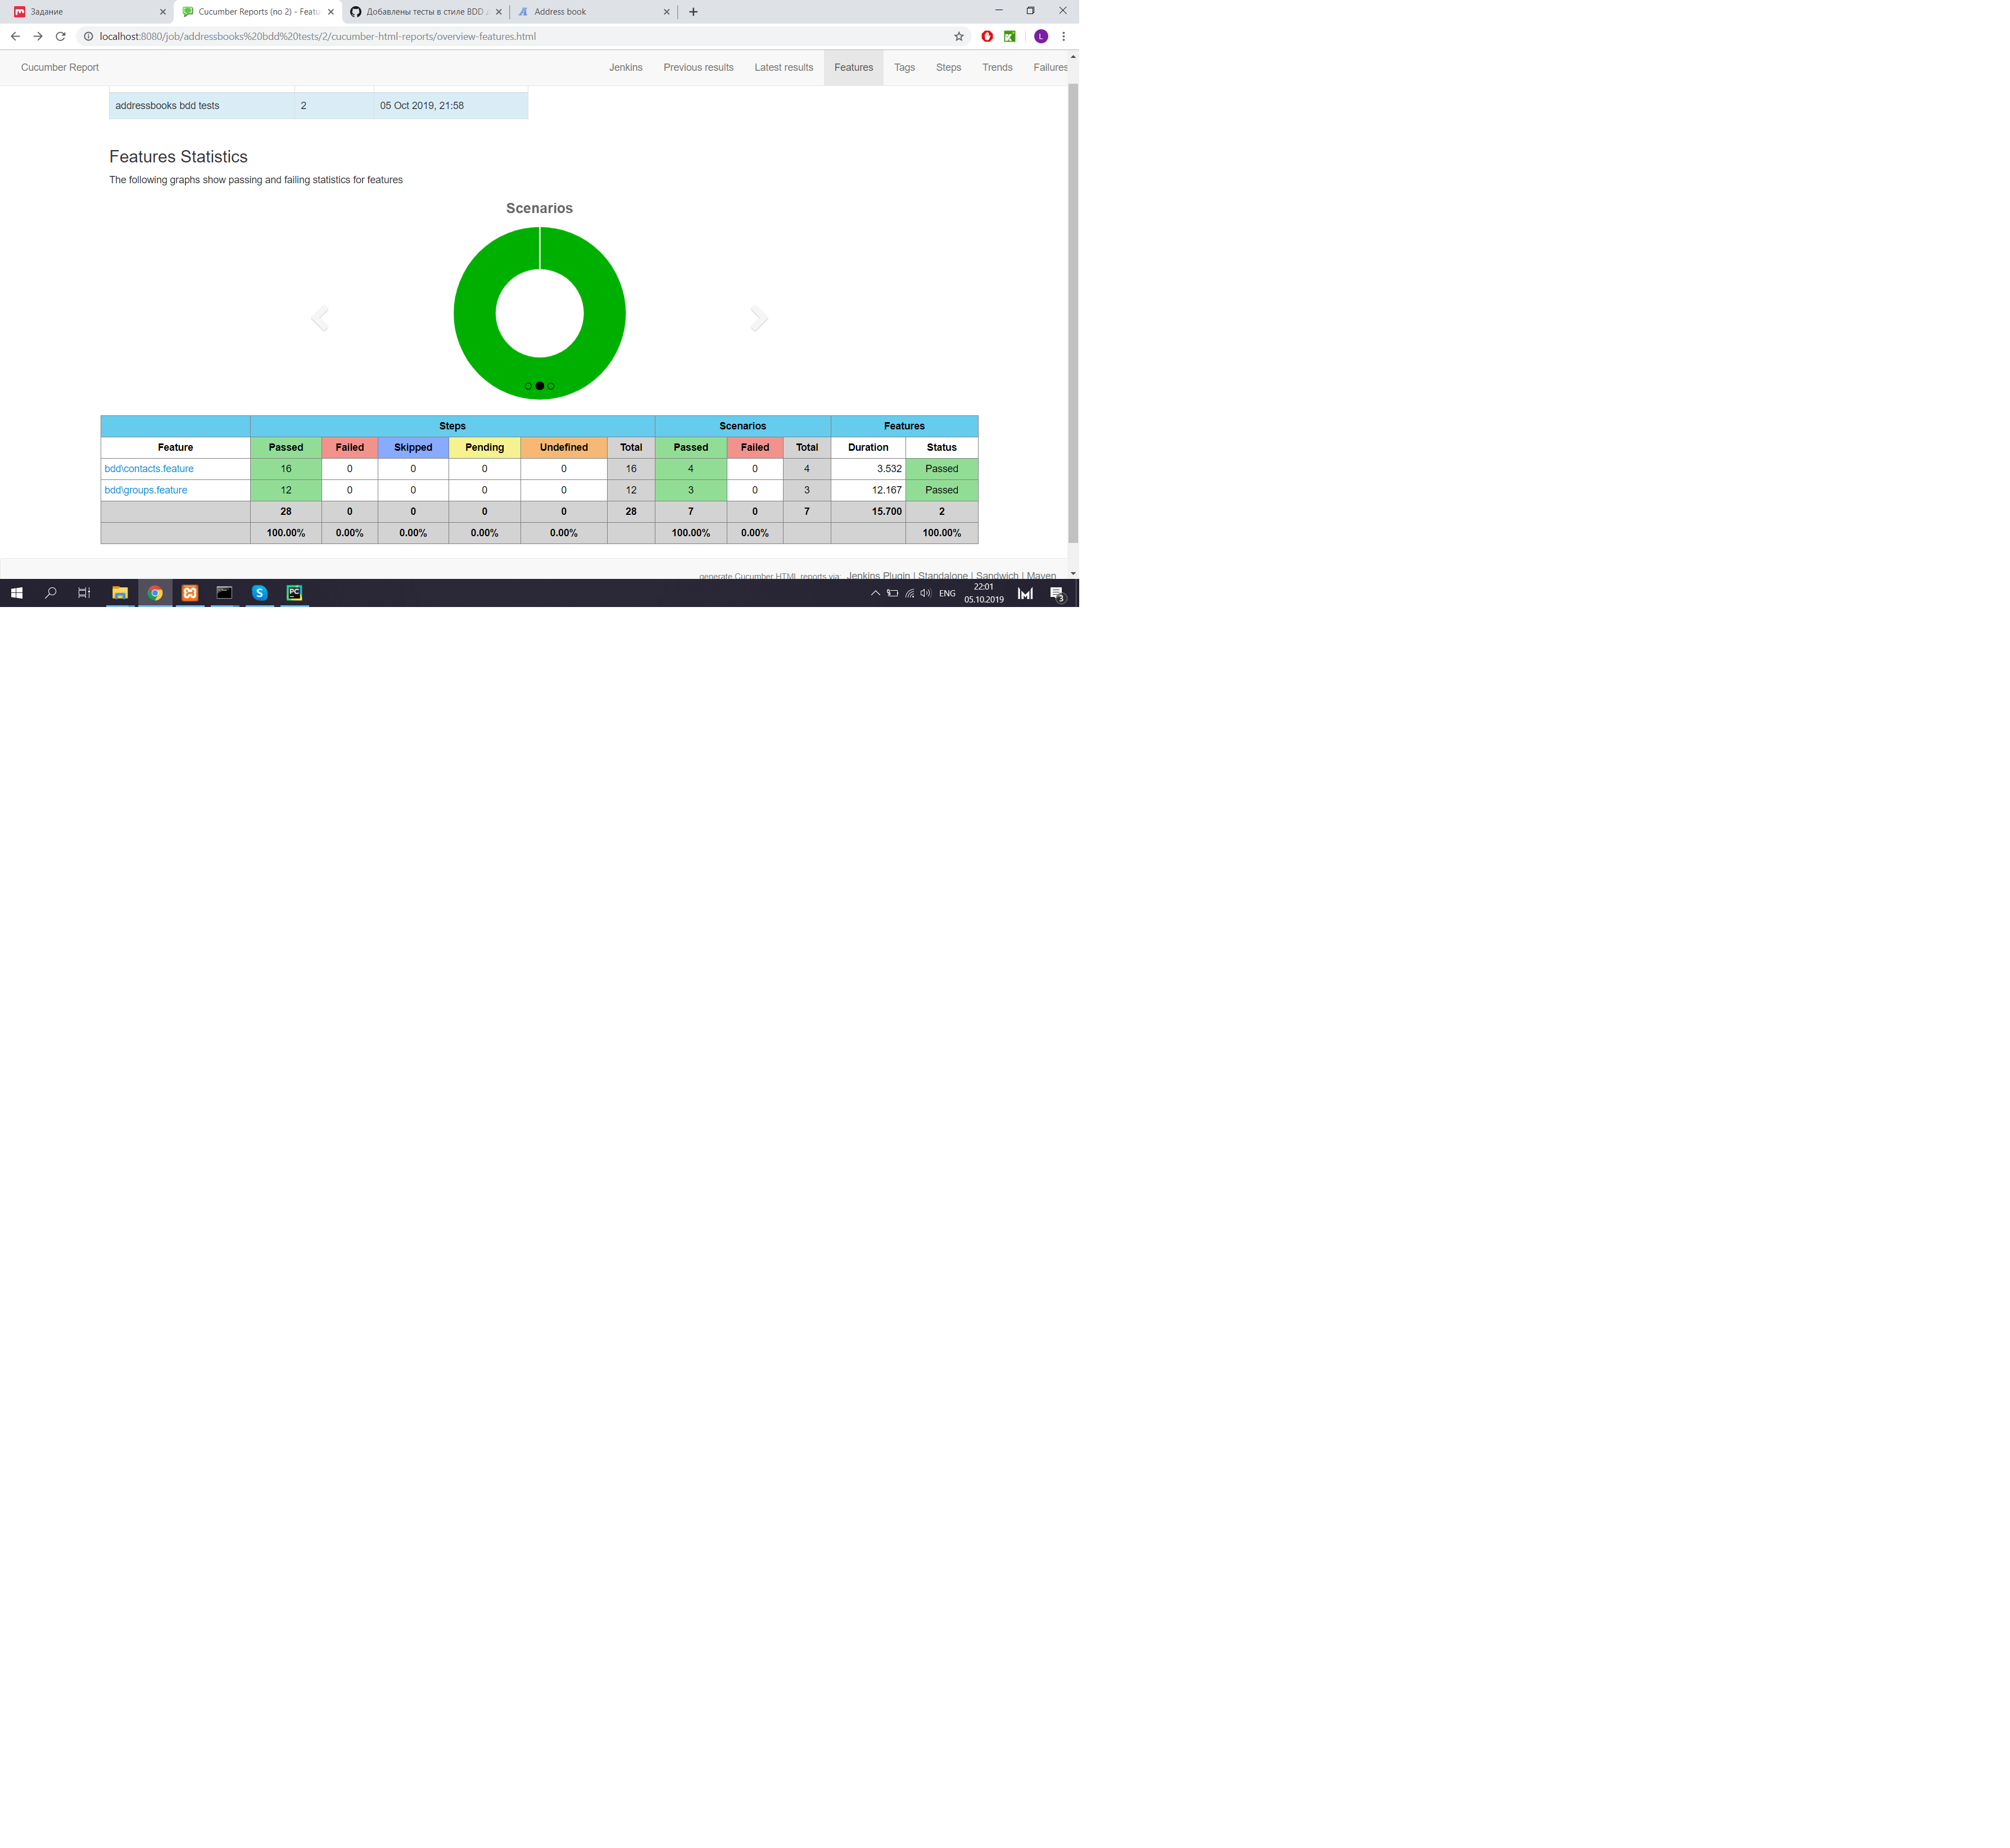 Задание
Cucumber Reports (no 2) - Featu
Добавлены тесты в стиле BDD
Address book
localhost:8080/job/addressbooks%20bdd%20tests/2/cucumber-html-reports/overview-features.html
L
Cucumber Report
Jenkins Previous results Latest results Features Tags Steps Trends Failures
addressbooks bdd tests 2 05 Oct 2019, 21:58
Features Statistics
The following graphs show passing and failing statistics for features
Scenarios
Steps Scenarios Features
Feature Passed Failed Skipped Pending Undefined Total Passed Failed Total Duration Status
bdd\contacts.feature 16 0 0 0 0 16 4 0 4 3.532 Passed
bdd\groups.feature 12 0 0 0 0 12 3 0 3 12.167 Passed
28 0 0 0 0 28 7 0 7 15.700 2
100.00% 0.00% 0.00% 0.00% 0.00% 100.00% 0.00% 100.00%
generate Cucumber HTML reports via: Jenkins Plugin | Standalone | Sandwich | Maven
S
PC
ENG
22:01
05.10.2019
3